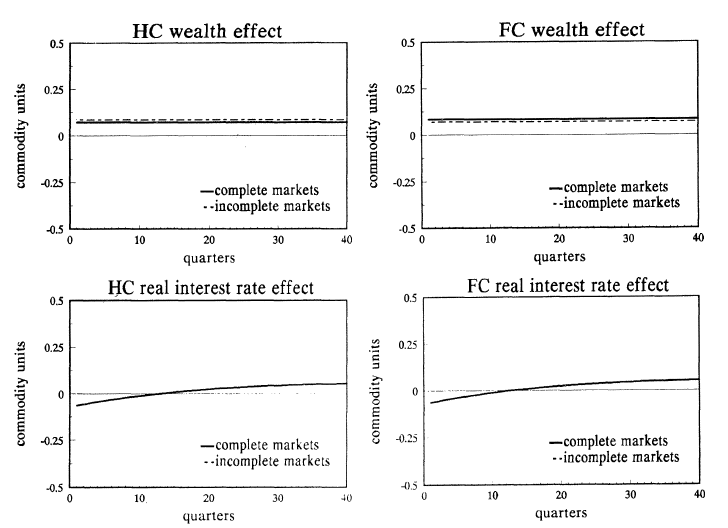 HC wealth effect
0.5
0.25
0
-0.25
-0.5
commodity units
complete markets
incomplete markets
0 10 20 30 40
quarters
FC wealth effect
0.5
0.25
0
-0.25
-0.5
commodity units
complete markets
incomplete markets
0 10 20 30 40
quarters
HC real interest rate effect
0.5
0.25
0
-0.25
-0.5
commodity units
complete markets
incomplete markets
0 10 20 30 40
quarters
FC real interest rate effect
0.5
0.25
0
-0.25
-0.5
commodity units
complete markets
incomplete markets
0 10 20 30 40
quarters